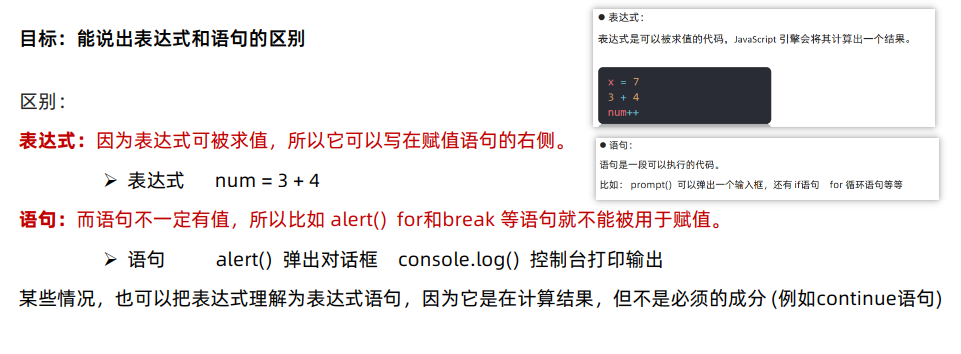 目标：能说出表达式和语句的区别
区别：
表达式：因为表达式可被求值，所以它可以写在赋值语句的右侧。
➢ 表达式 num = 3 + 4
语句：而语句不一定有值，所以比如 alert() for和break 等语句就不能被用于赋值。
➢ 语句 alert() 弹出对话框 console.log() 控制台打印输出
某些情况，也可以把表达式理解为表达式语句，因为它是在计算结果，但不是必须的成分 (例如continue语句)
● 表达式：
表达式是可以被求值的代码，JavaScript 引擎会将其计算出一个结果。
x = 7
3 + 4
num++
● 语句：
语句是一段可以执行的代码。
比如： prompt() 可以弹出一个输入框，还有 if语句 for 循环语句等等